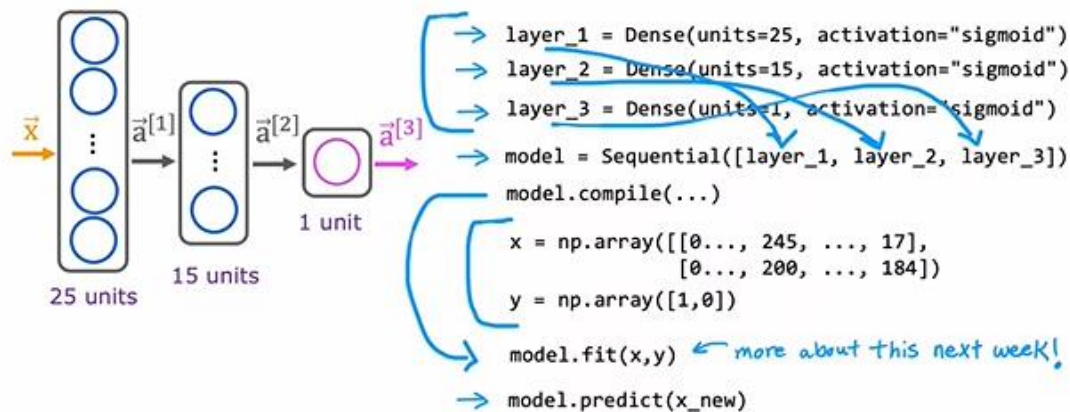 x⃗
a⃗[1]
a⃗[2]
a⃗[3]
25 units
15 units
1 unit
layer_1 = Dense(units=25, activation="sigmoid")
layer_2 = Dense(units=15, activation="sigmoid")
layer_3 = Dense(units=1, activation="sigmoid")
model = Sequential([layer_1, layer_2, layer_3])
model.compile(...)
x = np.array([[0..., 245, ..., 17],
[0..., 200, ..., 184])
y = np.array([1,0])
model.fit(x,y) more about this next week!
model.predict(x_new)